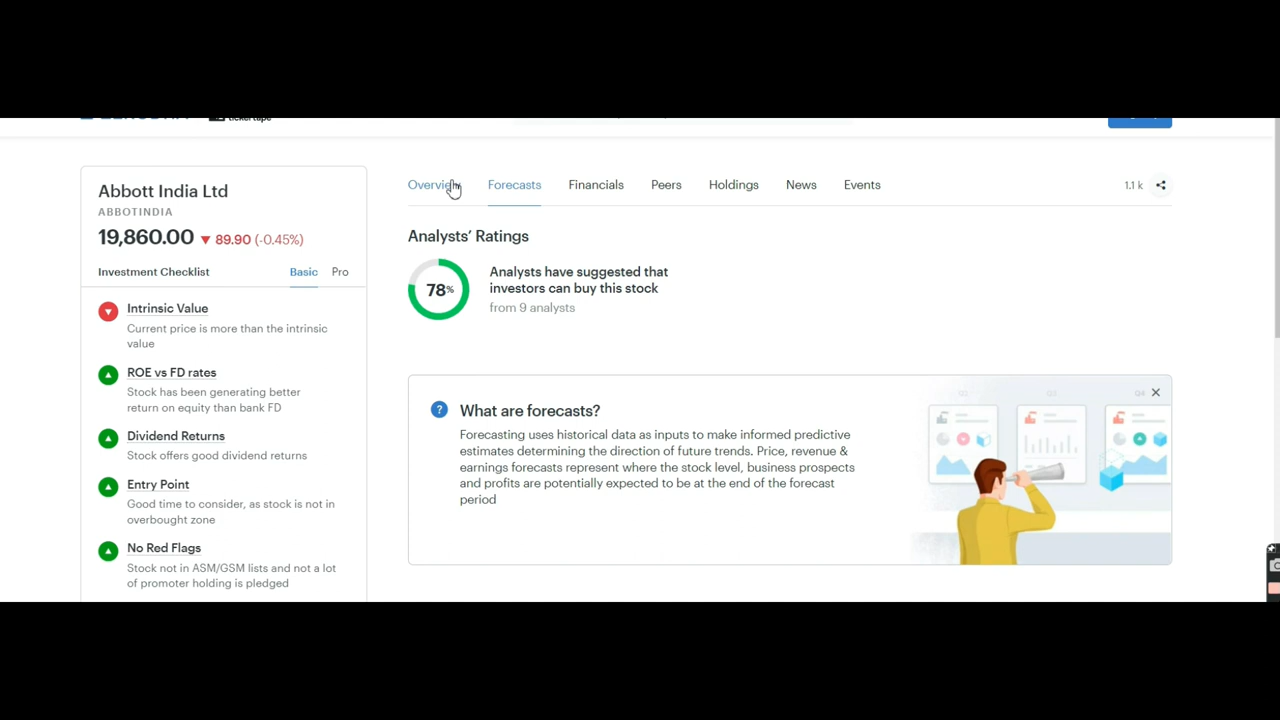 tickertape
Abbott India Ltd
ABBOTINDIA
19,860.00 ▼ 89.90 (-0.45%)
Investment Checklist Basic Pro
Intrinsic Value
Current price is more than the intrinsic
value
ROE vs FD rates
Stock has been generating better
return on equity than bank FD
Dividend Returns
Stock offers good dividend returns
Entry Point
Good time to consider, as stock is not in
overbought zone
No Red Flags
Stock not in ASM/GSM lists and not a lot
of promoter holding is pledged
Overview Forecasts Financials Peers Holdings News Events 1.1 k
Analysts' Ratings
78%
Analysts have suggested that
investors can buy this stock
from 9 analysts
? What are forecasts?
Forecasting uses historical data as inputs to make informed predictive
estimates determining the direction of future trends. Price, revenue &
earnings forecasts represent where the stock level, business prospects
and profits are potentially expected to be at the end of the forecast
period
Q2 Q3 Q4